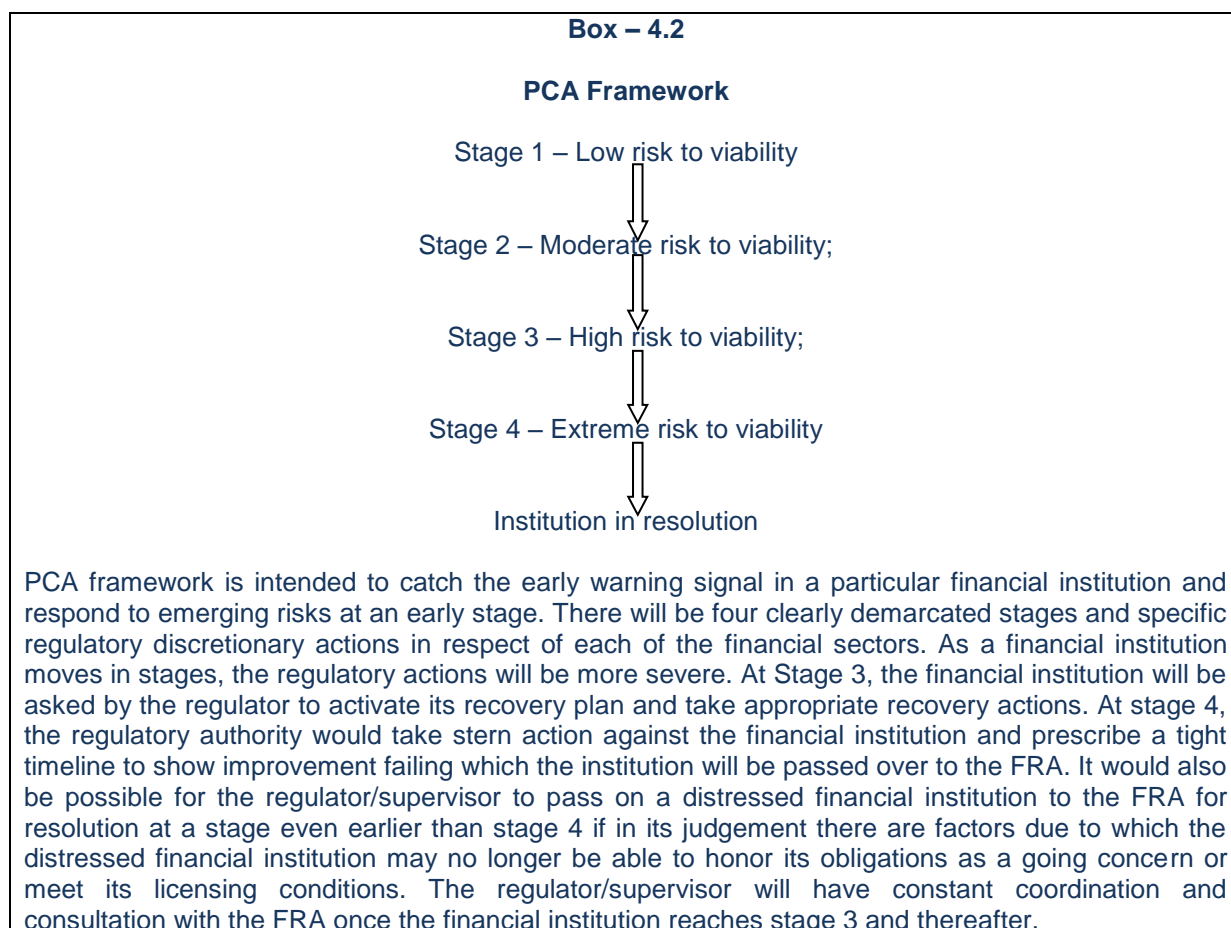 Box – 4.2
PCA Framework
Stage 1 – Low risk to viability
Stage 2 – Moderate risk to viability;
Stage 3 – High risk to viability;
Stage 4 – Extreme risk to viability
Institution in resolution
PCA framework is intended to catch the early warning signal in a particular financial institution and
respond to emerging risks at an early stage. There will be four clearly demarcated stages and specific
regulatory discretionary actions in respect of each of the financial sectors. As a financial institution
moves in stages, the regulatory actions will be more severe. At Stage 3, the financial institution will be
asked by the regulator to activate its recovery plan and take appropriate recovery actions. At stage 4,
the regulatory authority would take stern action against the financial institution and prescribe a tight
timeline to show improvement failing which the institution will be passed over to the FRA. It would also
be possible for the regulator/supervisor to pass on a distressed financial institution to the FRA for
resolution at a stage even earlier than stage 4 if in its judgement there are factors due to which the
distressed financial institution may no longer be able to honor its obligations as a going concern or
meet its licensing conditions. The regulator/supervisor will have constant coordination and
consultation with the FRA once the financial institution reaches stage 3 and thereafter.